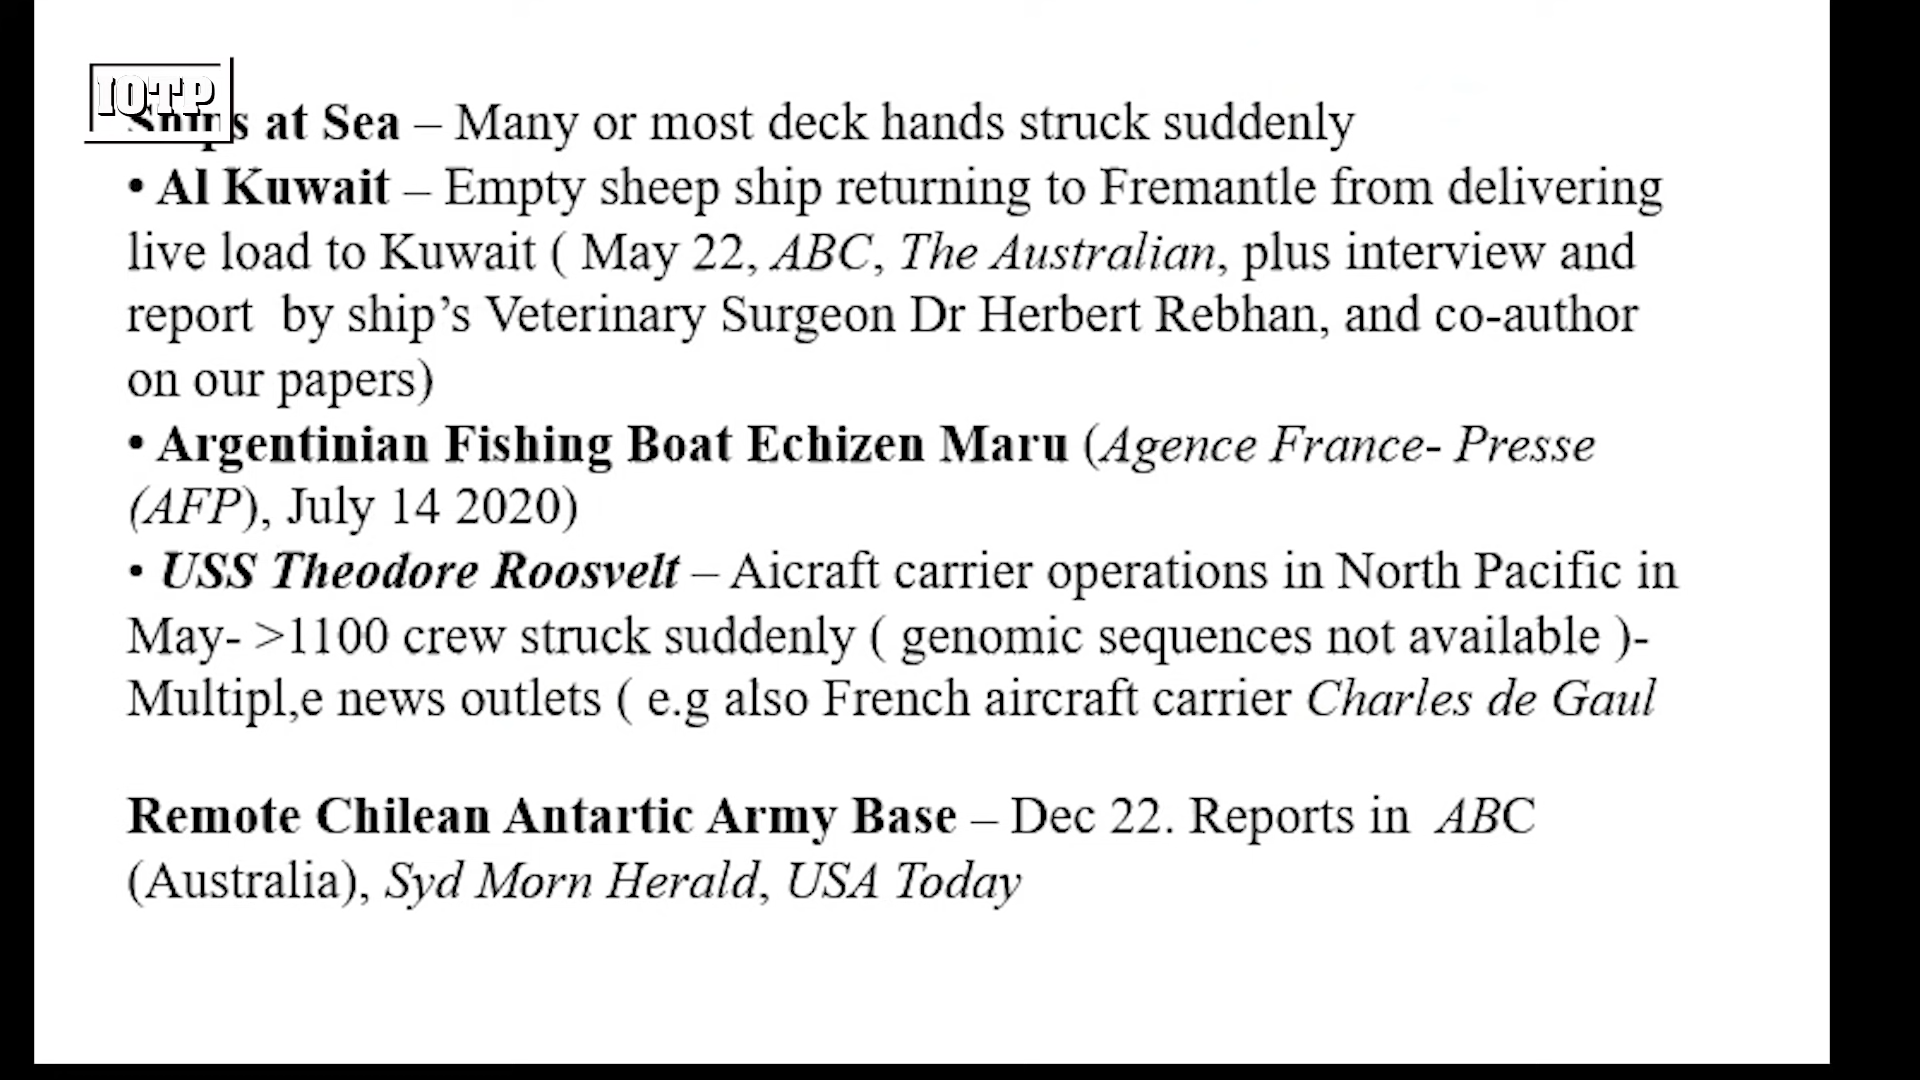 IOTP
Ships at Sea – Many or most deck hands struck suddenly
• Al Kuwait – Empty sheep ship returning to Fremantle from delivering
live load to Kuwait ( May 22, ABC, The Australian, plus interview and
report by ship’s Veterinary Surgeon Dr Herbert Rebhan, and co-author
on our papers)
• Argentinian Fishing Boat Echizen Maru (Agence France- Presse
(AFP), July 14 2020)
• USS Theodore Roosvelt – Aicraft carrier operations in North Pacific in
May- >1100 crew struck suddenly ( genomic sequences not available )-
Multipl,e news outlets ( e.g also French aircraft carrier Charles de Gaul
Remote Chilean Antartic Army Base – Dec 22. Reports in ABC
(Australia), Syd Morn Herald, USA Today